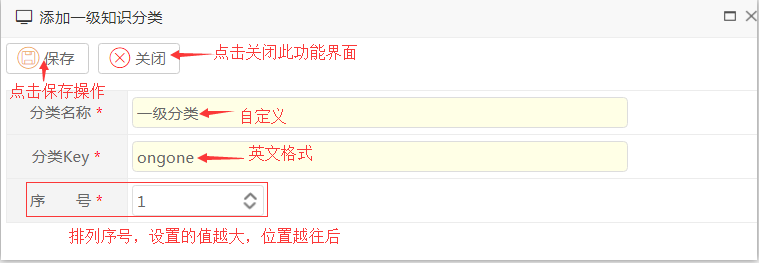 添加一级知识分类
保存 关闭 点击关闭此功能界面
点击保存操作
分类名称 * 一级分类 自定义
分类Key * ongone 英文格式
序 号 * 1
排列序号，设置的值越大，位置越往后